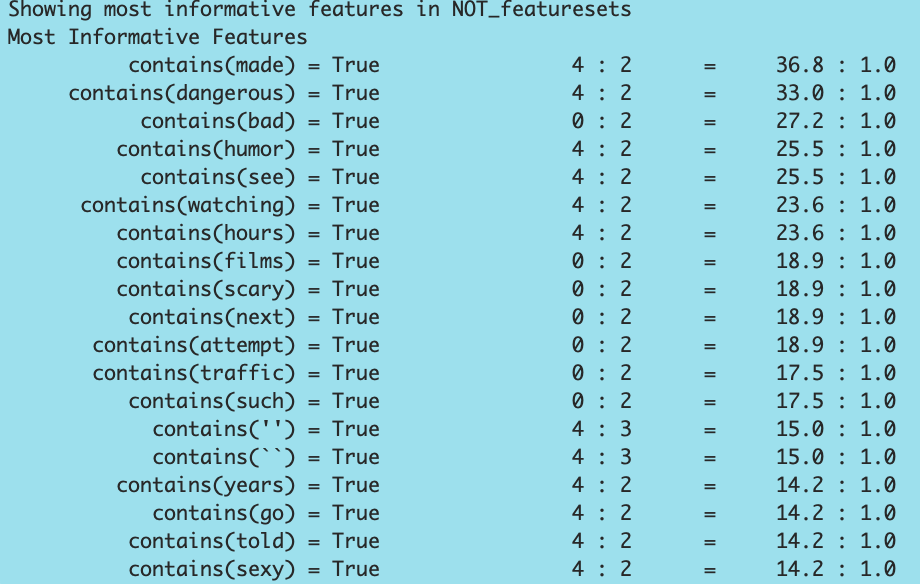 Showing most informative features in NOT_featuresets
Most Informative Features
contains(made) = True 4 : 2 = 36.8 : 1.0
contains(dangerous) = True 4 : 2 = 33.0 : 1.0
contains(bad) = True 0 : 2 = 27.2 : 1.0
contains(humor) = True 4 : 2 = 25.5 : 1.0
contains(see) = True 4 : 2 = 25.5 : 1.0
contains(watching) = True 4 : 2 = 23.6 : 1.0
contains(hours) = True 4 : 2 = 23.6 : 1.0
contains(films) = True 0 : 2 = 18.9 : 1.0
contains(scary) = True 0 : 2 = 18.9 : 1.0
contains(next) = True 0 : 2 = 18.9 : 1.0
contains(attempt) = True 0 : 2 = 18.9 : 1.0
contains(traffic) = True 0 : 2 = 17.5 : 1.0
contains(such) = True 0 : 2 = 17.5 : 1.0
contains('') = True 4 : 3 = 15.0 : 1.0
contains(``) = True 4 : 3 = 15.0 : 1.0
contains(years) = True 4 : 2 = 14.2 : 1.0
contains(go) = True 4 : 2 = 14.2 : 1.0
contains(told) = True 4 : 2 = 14.2 : 1.0
contains(sexy) = True 4 : 2 = 14.2 : 1.0